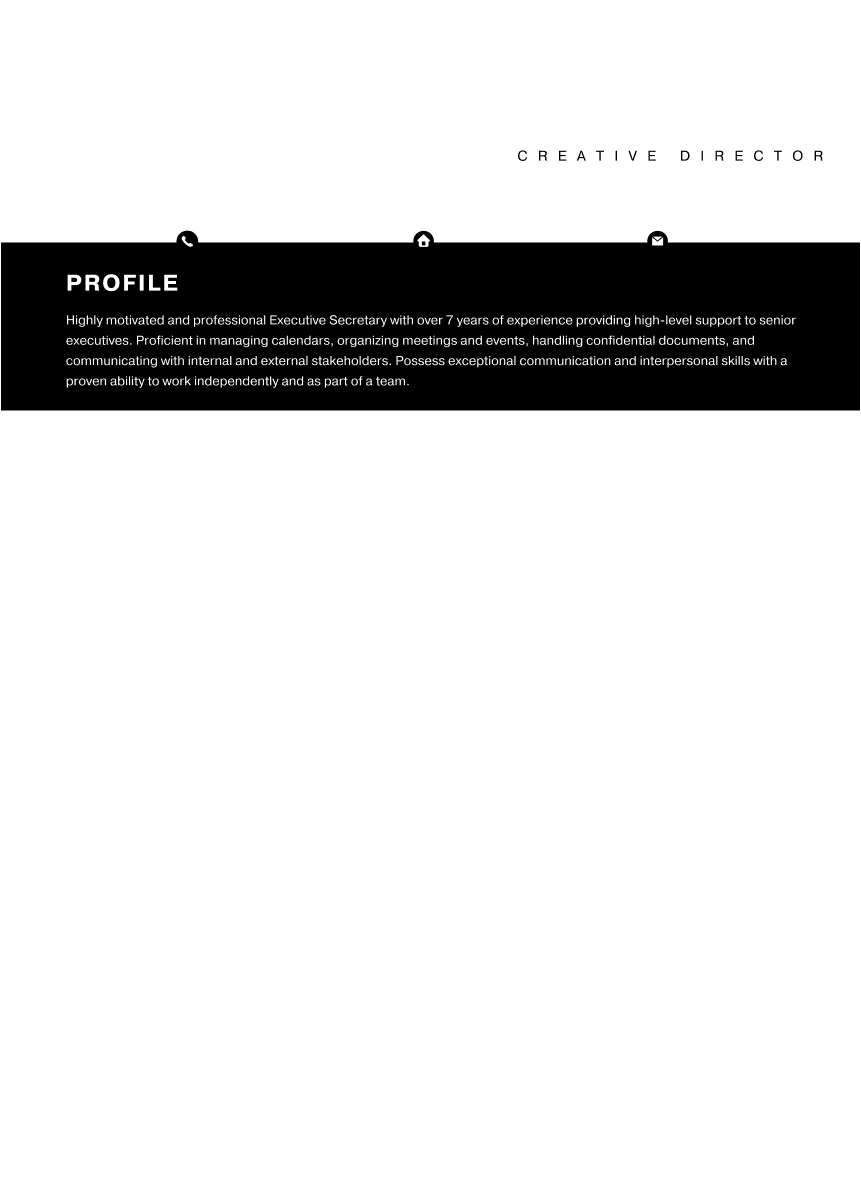 CREATIVE DIRECTOR
PROFILE
Highly motivated and professional Executive Secretary with over 7 years of experience providing high-level support to senior
executives. Proficient in managing calendars, organizing meetings and events, handling confidential documents, and
communicating with internal and external stakeholders. Possess exceptional communication and interpersonal skills with a
proven ability to work independently and as part of a team.